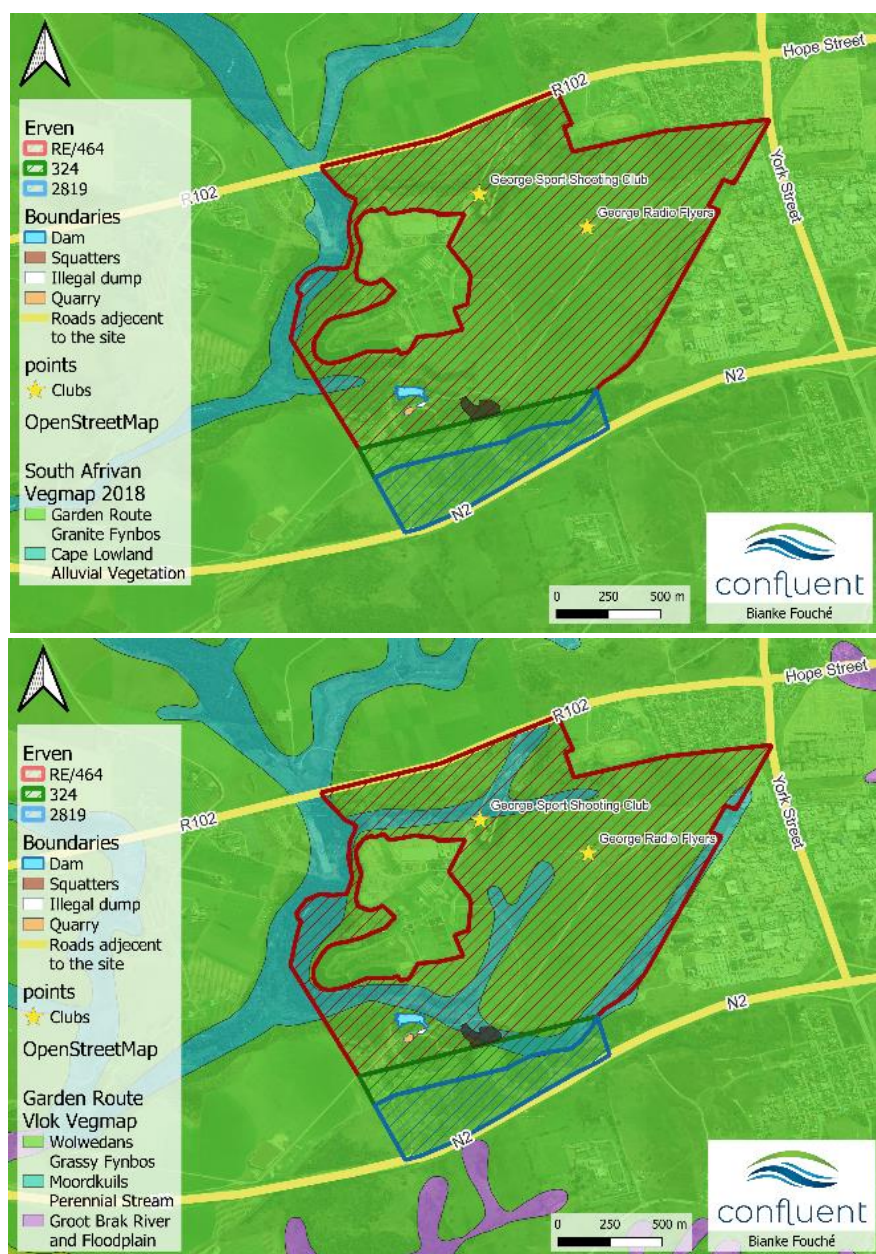 Hope Street
R102
Erven
RE/464
324
2819
George Sport Shooting Club
York Street
R102
George Radio Flyers
Boundaries
Dam
Squatters
Illegal dump
Quarry
Roads adjecent
to the site
N2
points
Clubs
OpenStreetMap
South Afrivan
Vegmap 2018
Garden Route
Granite Fynbos
Cape Lowland
Alluvial Vegetation
N2
0 250 500 m
confluent
Bianke Fouché
Hope Street
R102
Erven
RE/464
324
2819
George Sport Shooting Club
York Street
R102
George Radio Flyers
Boundaries
Dam
Squatters
Illegal dump
Quarry
Roads adjecent
to the site
N2
points
Clubs
OpenStreetMap
Garden Route
Vlok Vegmap
Wolwedans
Grassy Fynbos
Moordkuils
Perennial Stream
Groot Brak River
and Floodplain
N2
0 250 500 m
confluent
Bianke Fouché